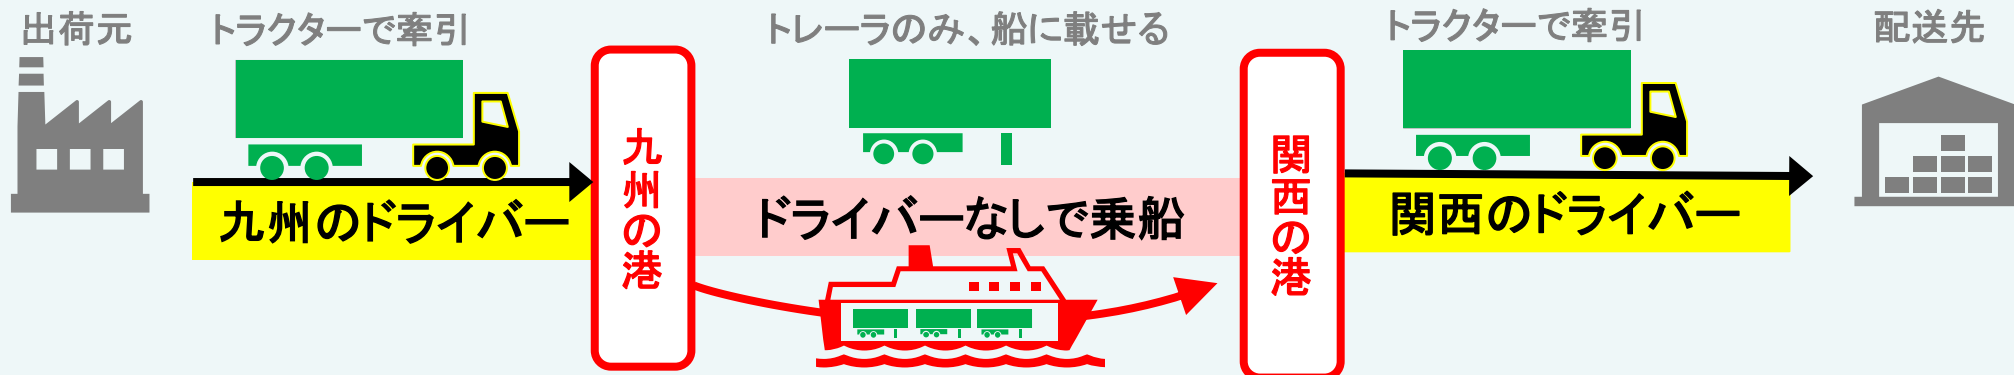 出荷元
トラクターで牽引
トレーラのみ、船に載せる
トラクターで牽引
配送先
九州のドライバー
九州の港
ドライバーなしで乗船
関西の港
関西のドライバー